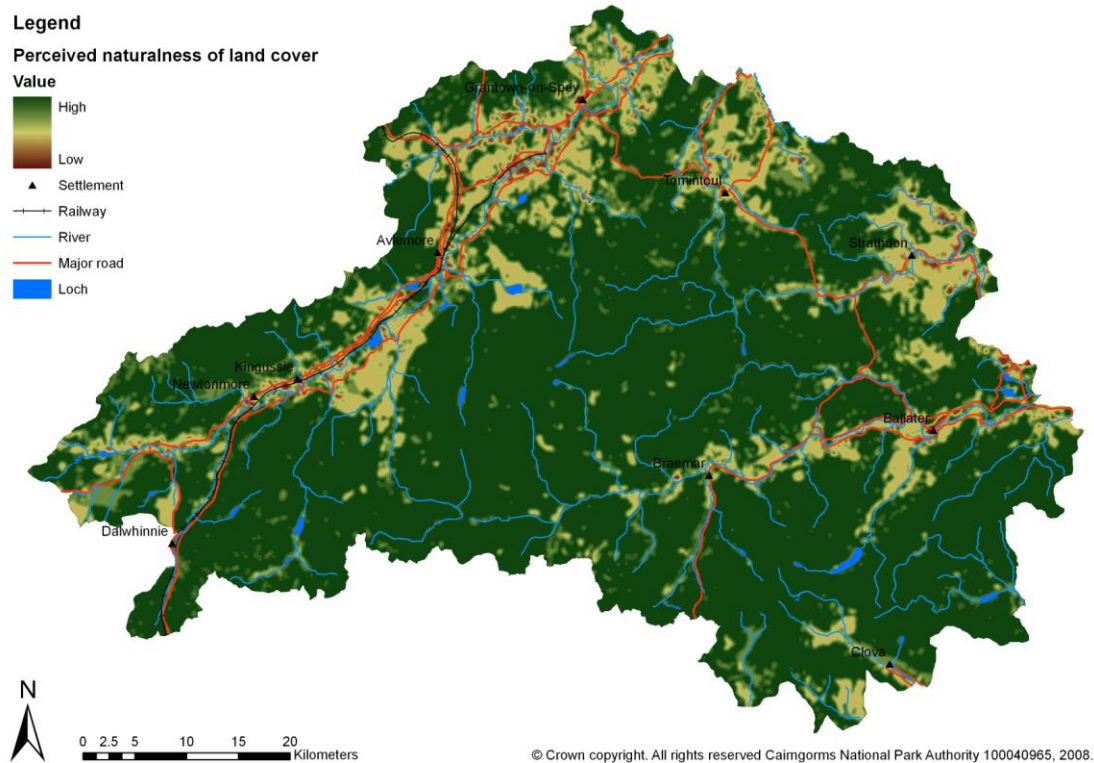 Legend
Perceived naturalness of land cover
Value
High
Low
Settlement
Railway
River
Major road
Loch
Grantown-on-Spey
Tomintoul
Aviemore
Strathdon
Kingussie
Newtonmore
Ballater
Braemar
Dalwhinnie
Clova
N
0 2.5 5 10 15 20
Kilometers
© Crown copyright. All rights reserved Cairngorms National Park Authority 100040965, 2008.